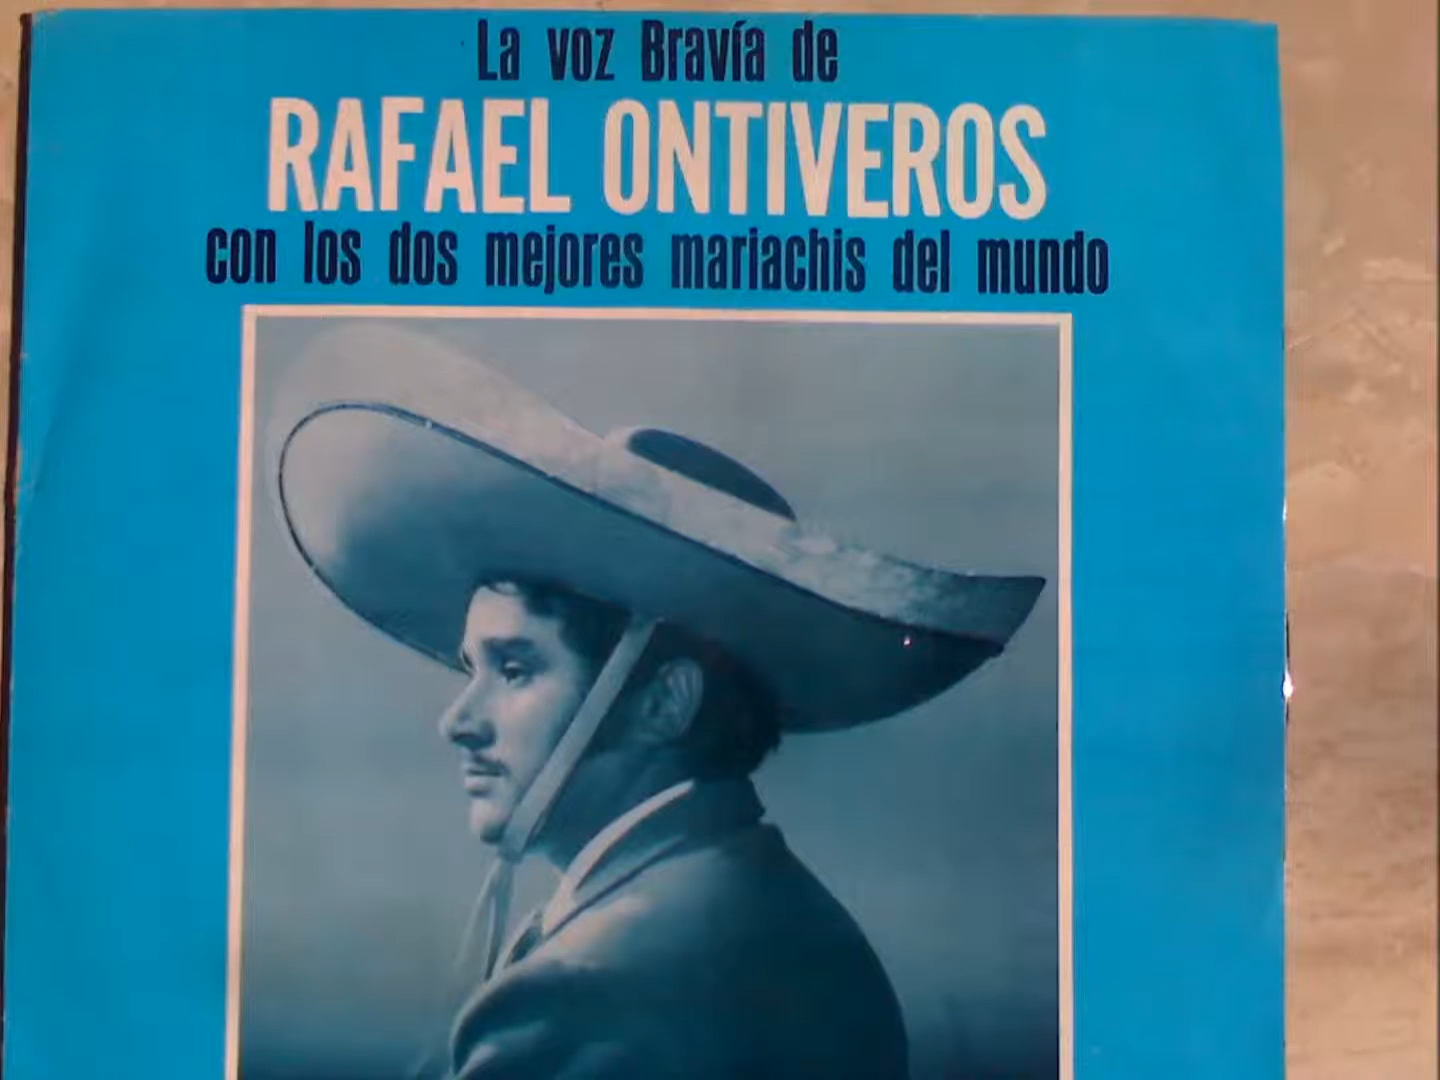 La voz Bravía de
RAFAEL ONTIVEROS
con los dos mejores mariachis del mundo